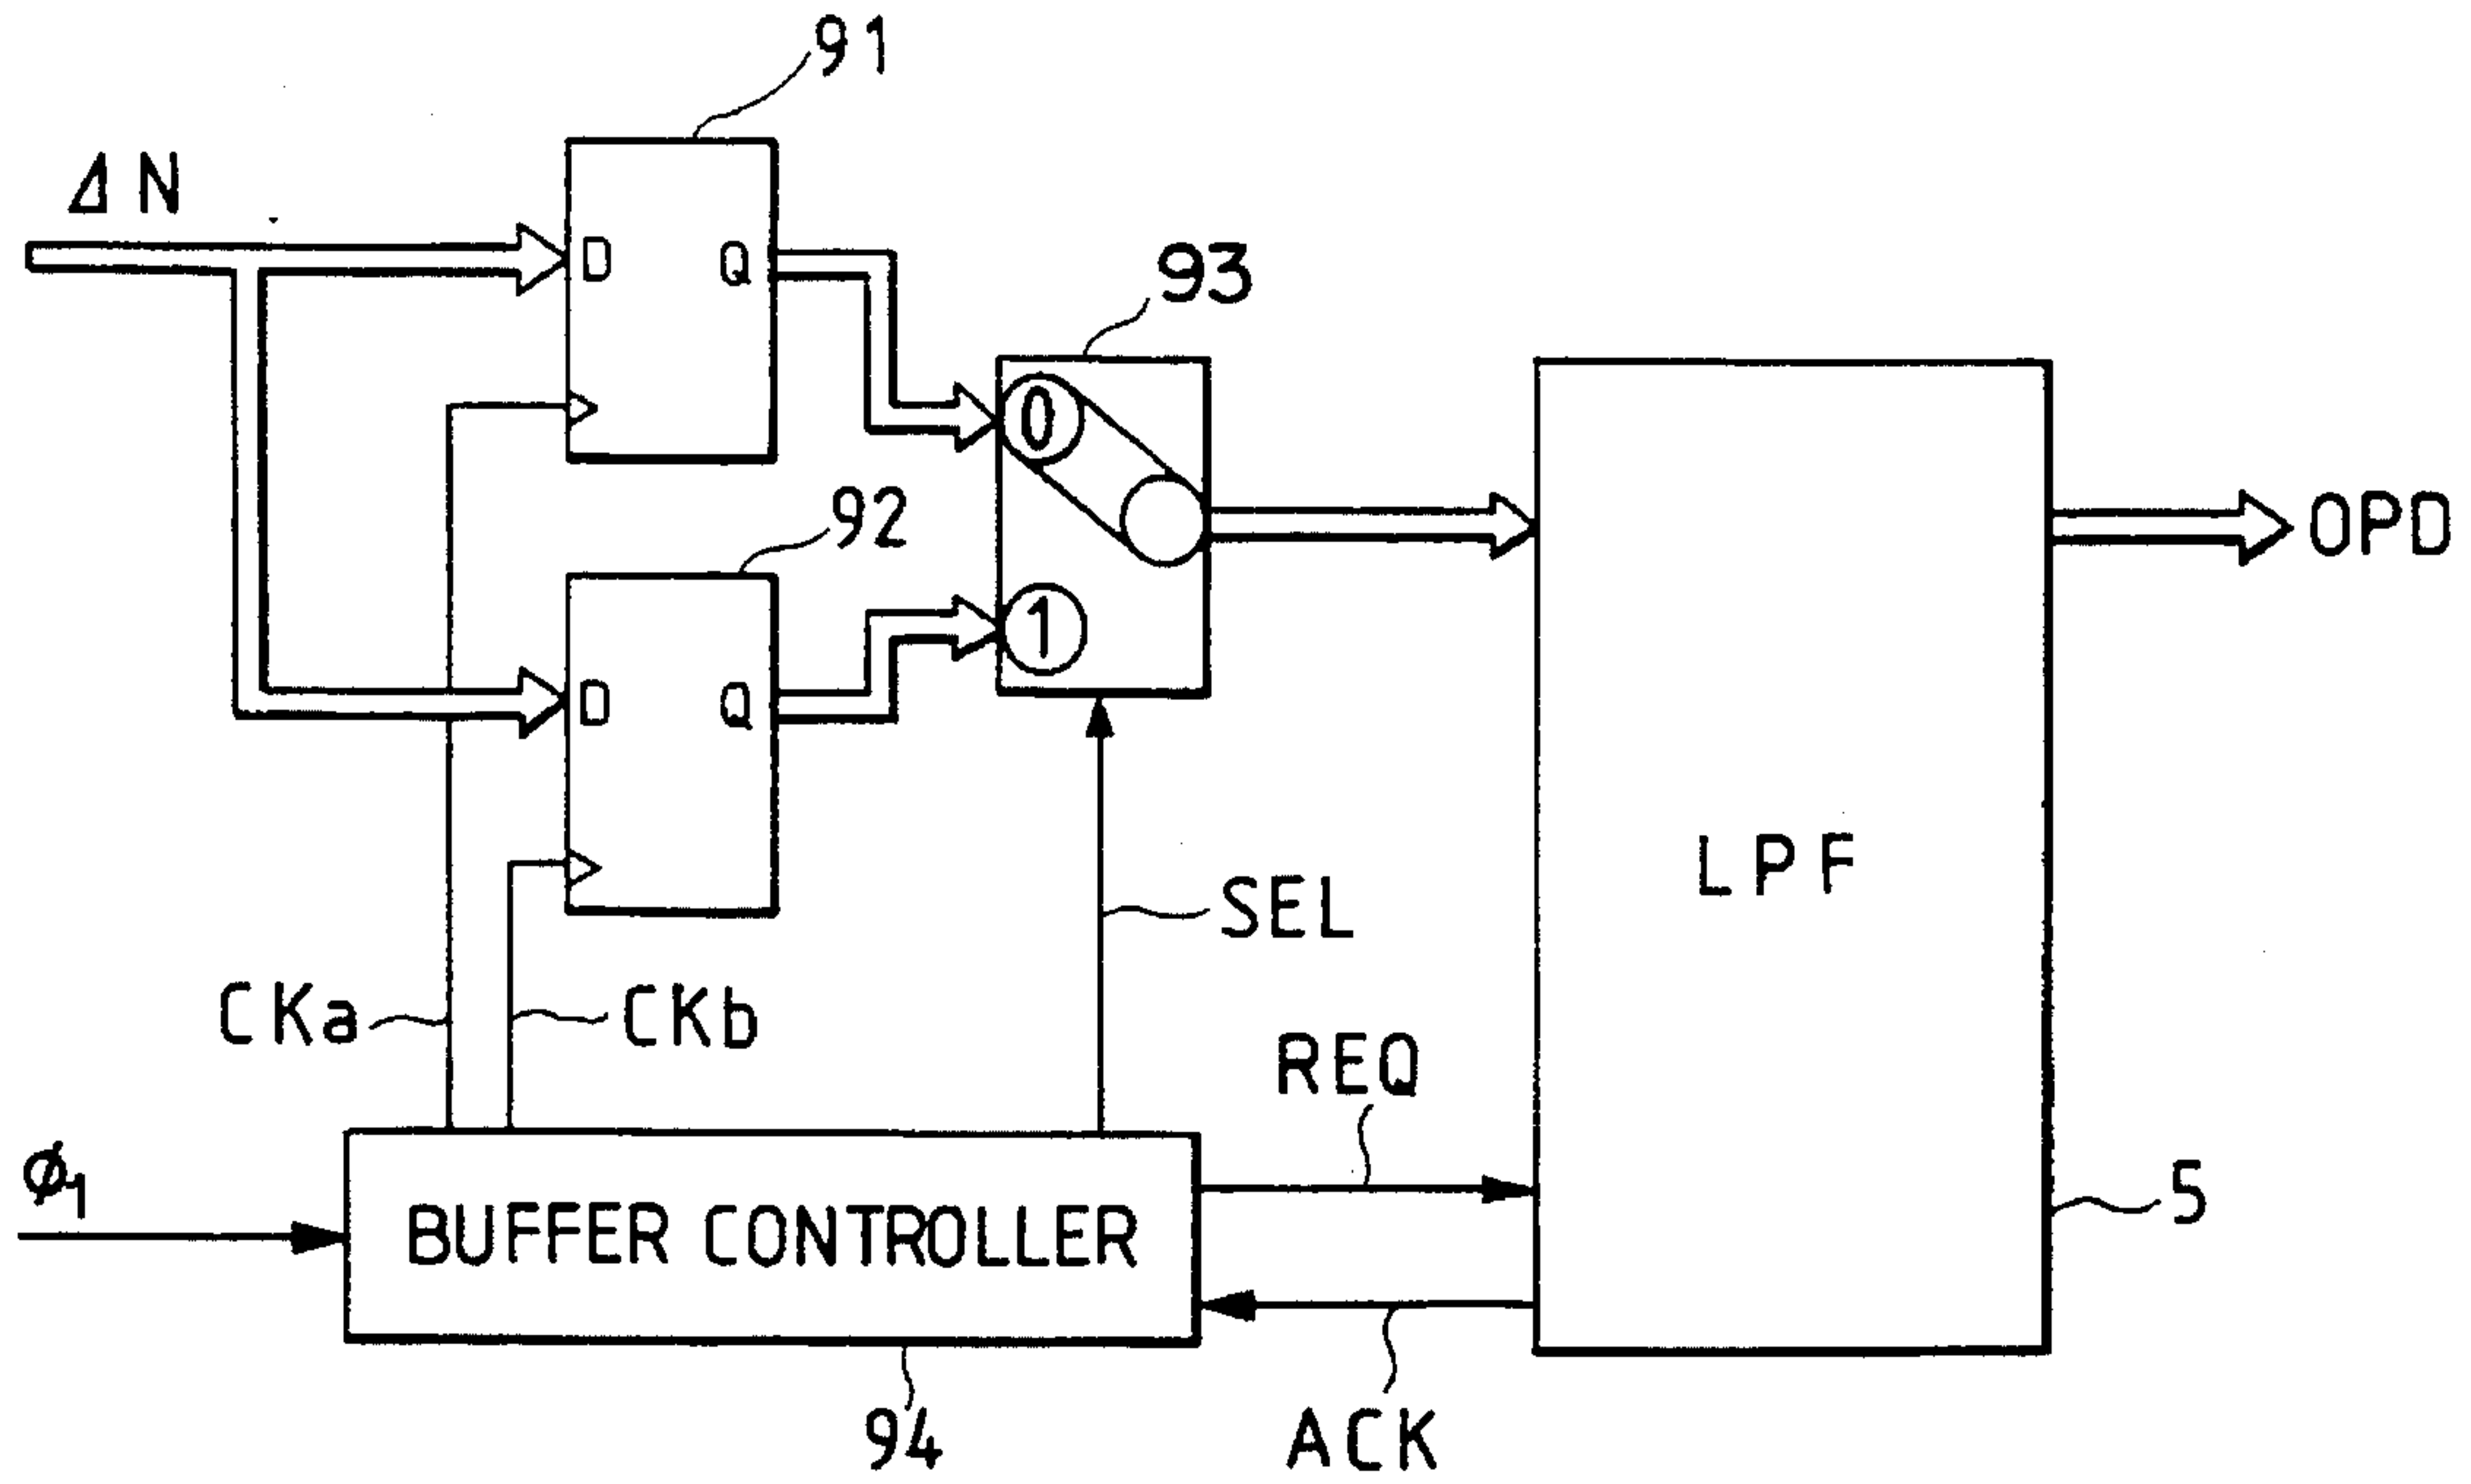 91
ΔN
D Q
93
0
92
OPD
1
D Q
LPF
SEL
CKa
CKb
REQ
φ1
5
BUFFER CONTROLLER
94
ACK